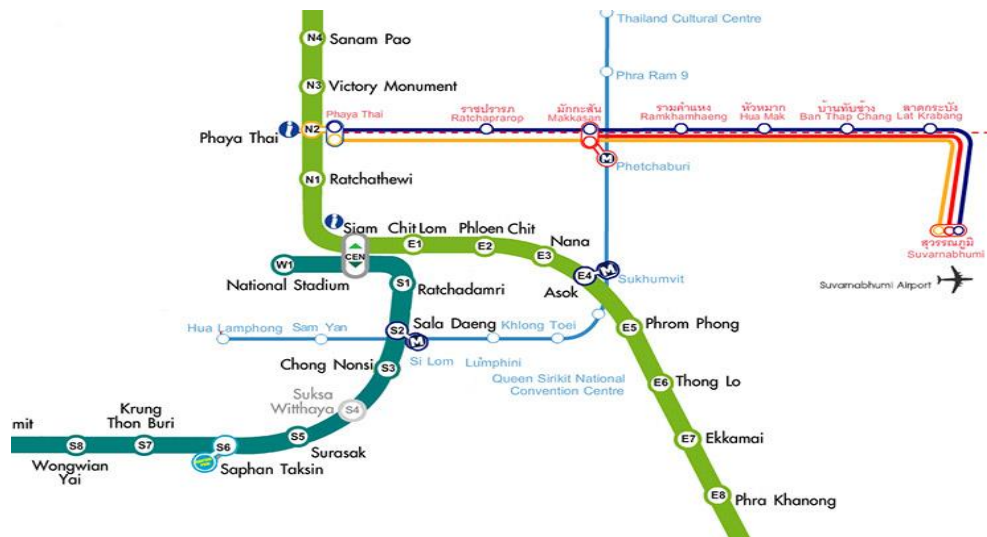 Thailand Cultural Centre
N4
Sanam Pao
Phra Ram 9
N3
Victory Monument
Phaya Thai
ราชปรารภ
Ratchaprarop
มักกะสัน
Makkasan
รามคำแหง
Ramkhamhaeng
หัวหมาก
Hua Mak
บ้านทับช้าง
Ban Thap Chang
ลาดกระบัง
Lat Krabang
Phaya Thai
i
N2
M
Phetchaburi
N1
Ratchathewi
i
Siam
Chit Lom
Phloen Chit
Nana
CEN
E1
E2
E3
สุวรรณภูมิ
Suvarnabhumi
W1
National Stadium
S1
Ratchadamri
E4
Asok
M
Sukhumvit
Suvarnabhumi Airport
Hua Lamphong
Sam Yan
S2
Sala Daeng
M
Si Lom
Lumphini
Khlong Toei
E5
Phrom Phong
Chong Nonsi
S3
Queen Sirikit National
Convention Centre
E6
Thong Lo
Suksa
Witthaya
S4
mit
Krung
Thon Buri
S8
S7
S6
S5
Surasak
Wongwian
Yai
Saphan Taksin
E7
Ekkamai
E8
Phra Khanong